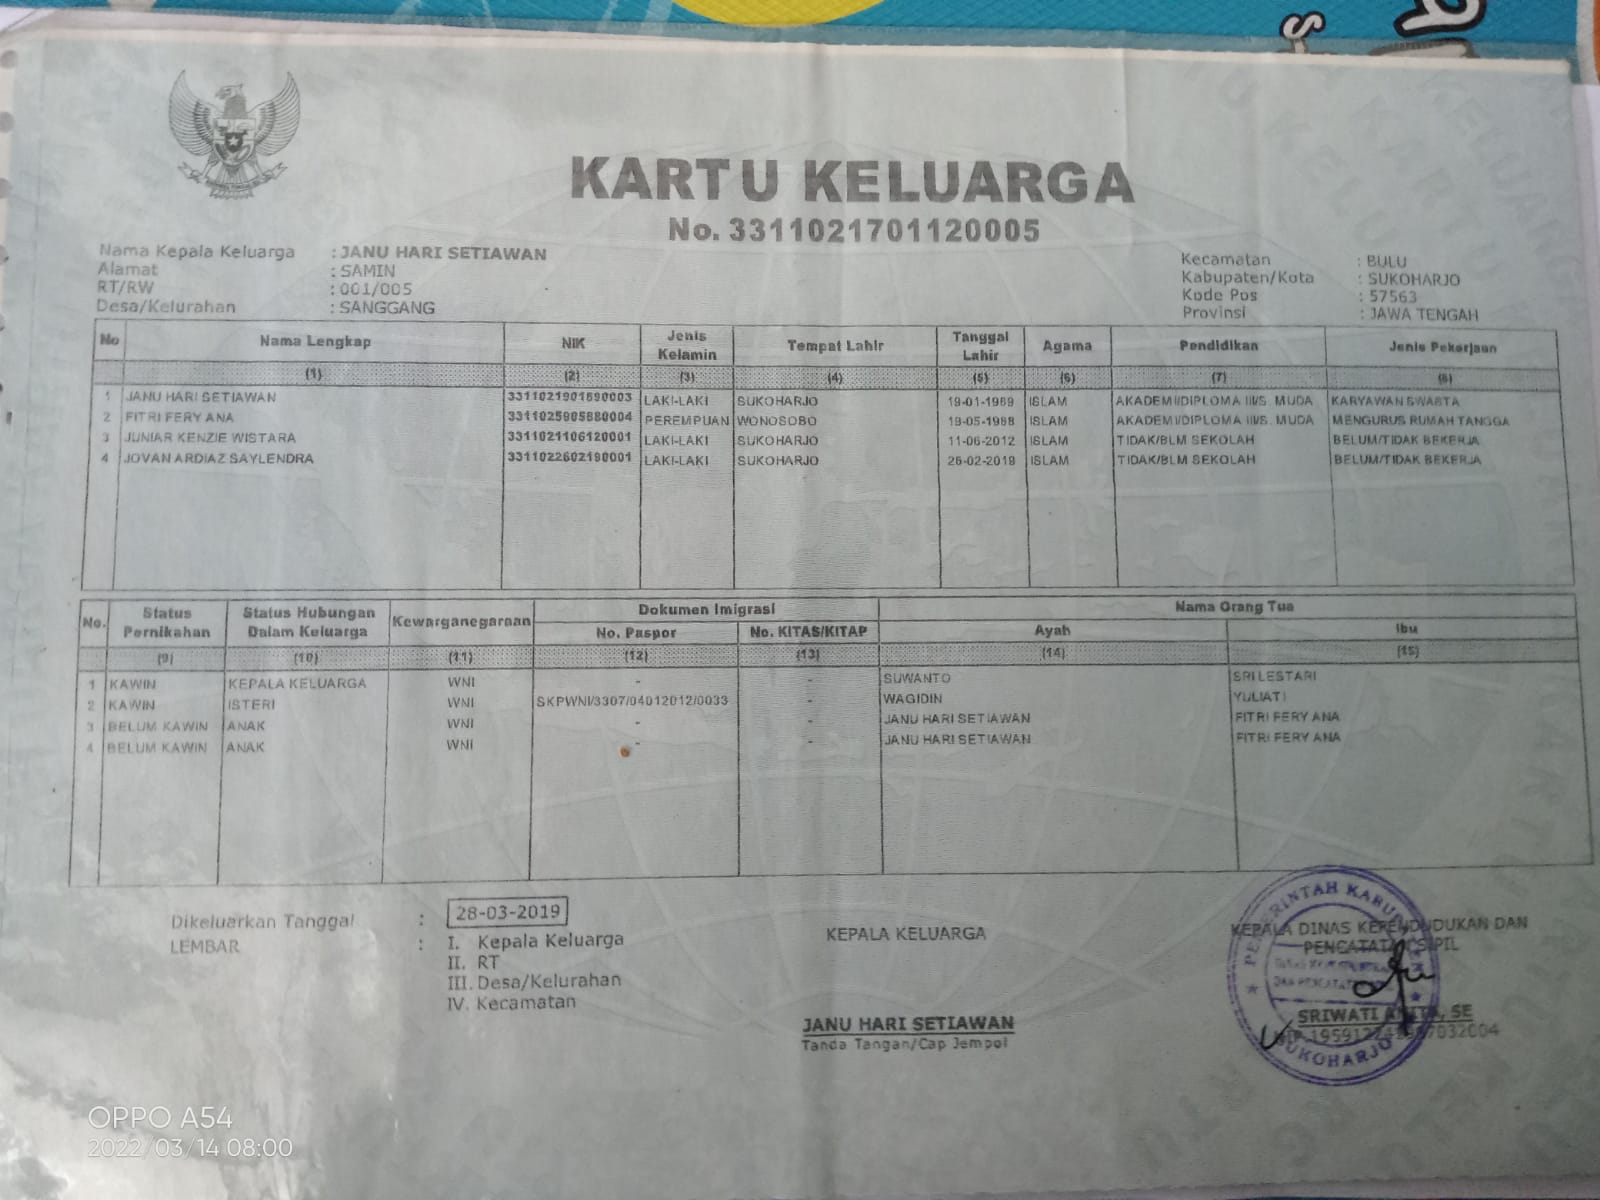 KARTU KELUARGA
No. 3311021701120005
Nama Kepala Keluarga : JANU HARI SETIAWAN
Alamat : SAMIN
RT/RW : 001/005
Desa/Kelurahan : SANGGANG
Kecamatan : BULU
Kabupaten/Kota : SUKOHARJO
Kode Pos : 57563
Provinsi : JAWA TENGAH
No Nama Lengkap NIK Jenis Kelamin Tempat Lahir Tanggal Lahir Agama Pendidikan Jenis Pekerjaan
(1) (2) (3) (4) (5) (6) (7) (8)
1 JANU HARI SETIAWAN 3311021901890003 LAKI-LAKI SUKOHARJO 19-01-1989 ISLAM AKADEMI/DIPLOMA III/S. MUDA KARYAWAN SWASTA
2 FITRI FERY ANA 3311025905880004 PEREMPUAN WONOSOBO 19-05-1988 ISLAM AKADEMI/DIPLOMA III/S. MUDA MENGURUS RUMAH TANGGA
3 JUNIAR KENZIE WISTARA 3311021106120001 LAKI-LAKI SUKOHARJO 11-06-2012 ISLAM TIDAK/BLM SEKOLAH BELUM/TIDAK BEKERJA
4 JOVAN ARDIAZ SAYLENDRA 3311022602190001 LAKI-LAKI SUKOHARJO 26-02-2019 ISLAM TIDAK/BLM SEKOLAH BELUM/TIDAK BEKERJA
No. Status Pernikahan Status Hubungan Dalam Keluarga Kewarganegaraan Dokumen Imigrasi Nama Orang Tua
No. Paspor No. KITAS/KITAP Ayah Ibu
(9) (10) (11) (12) (13) (14) (15)
1 KAWIN KEPALA KELUARGA WNI - - SUWANTO SRI LESTARI
2 KAWIN ISTERI WNI SKPWNI/3307/04012012/0033 - WAGIDIN YULIATI
3 BELUM KAWIN ANAK WNI - - JANU HARI SETIAWAN FITRI FERY ANA
4 BELUM KAWIN ANAK WNI - - JANU HARI SETIAWAN FITRI FERY ANA
Dikeluarkan Tanggal : 28-03-2019
LEMBAR : I. Kepala Keluarga
II. RT
III. Desa/Kelurahan
IV. Kecamatan
KEPALA KELUARGA
JANU HARI SETIAWAN
Tanda Tangan/Cap Jempol
KEPALA DINAS KEPENDUDUKAN DAN
PENCATATAN SIPIL
SRIWATI SE
SUKOHARJO
OPPO A54
2022/03/14 08:00